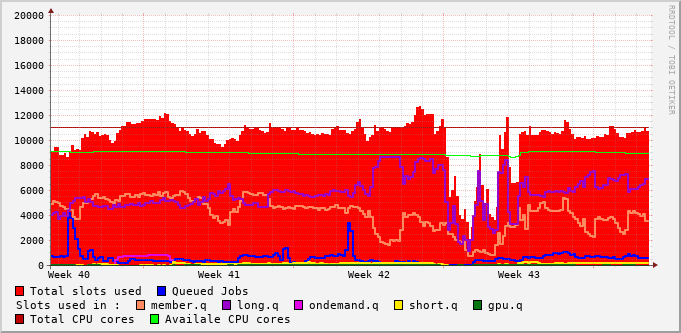 RRDTOOL / TOBI OETIKER
20000
18000
16000
14000
12000
10000
8000
6000
4000
2000
0
Week 40 Week 41 Week 42 Week 43
Total slots used Queued Jobs
Slots used in : member.q long.q ondemand.q short.q gpu.q
Total CPU cores Availale CPU cores